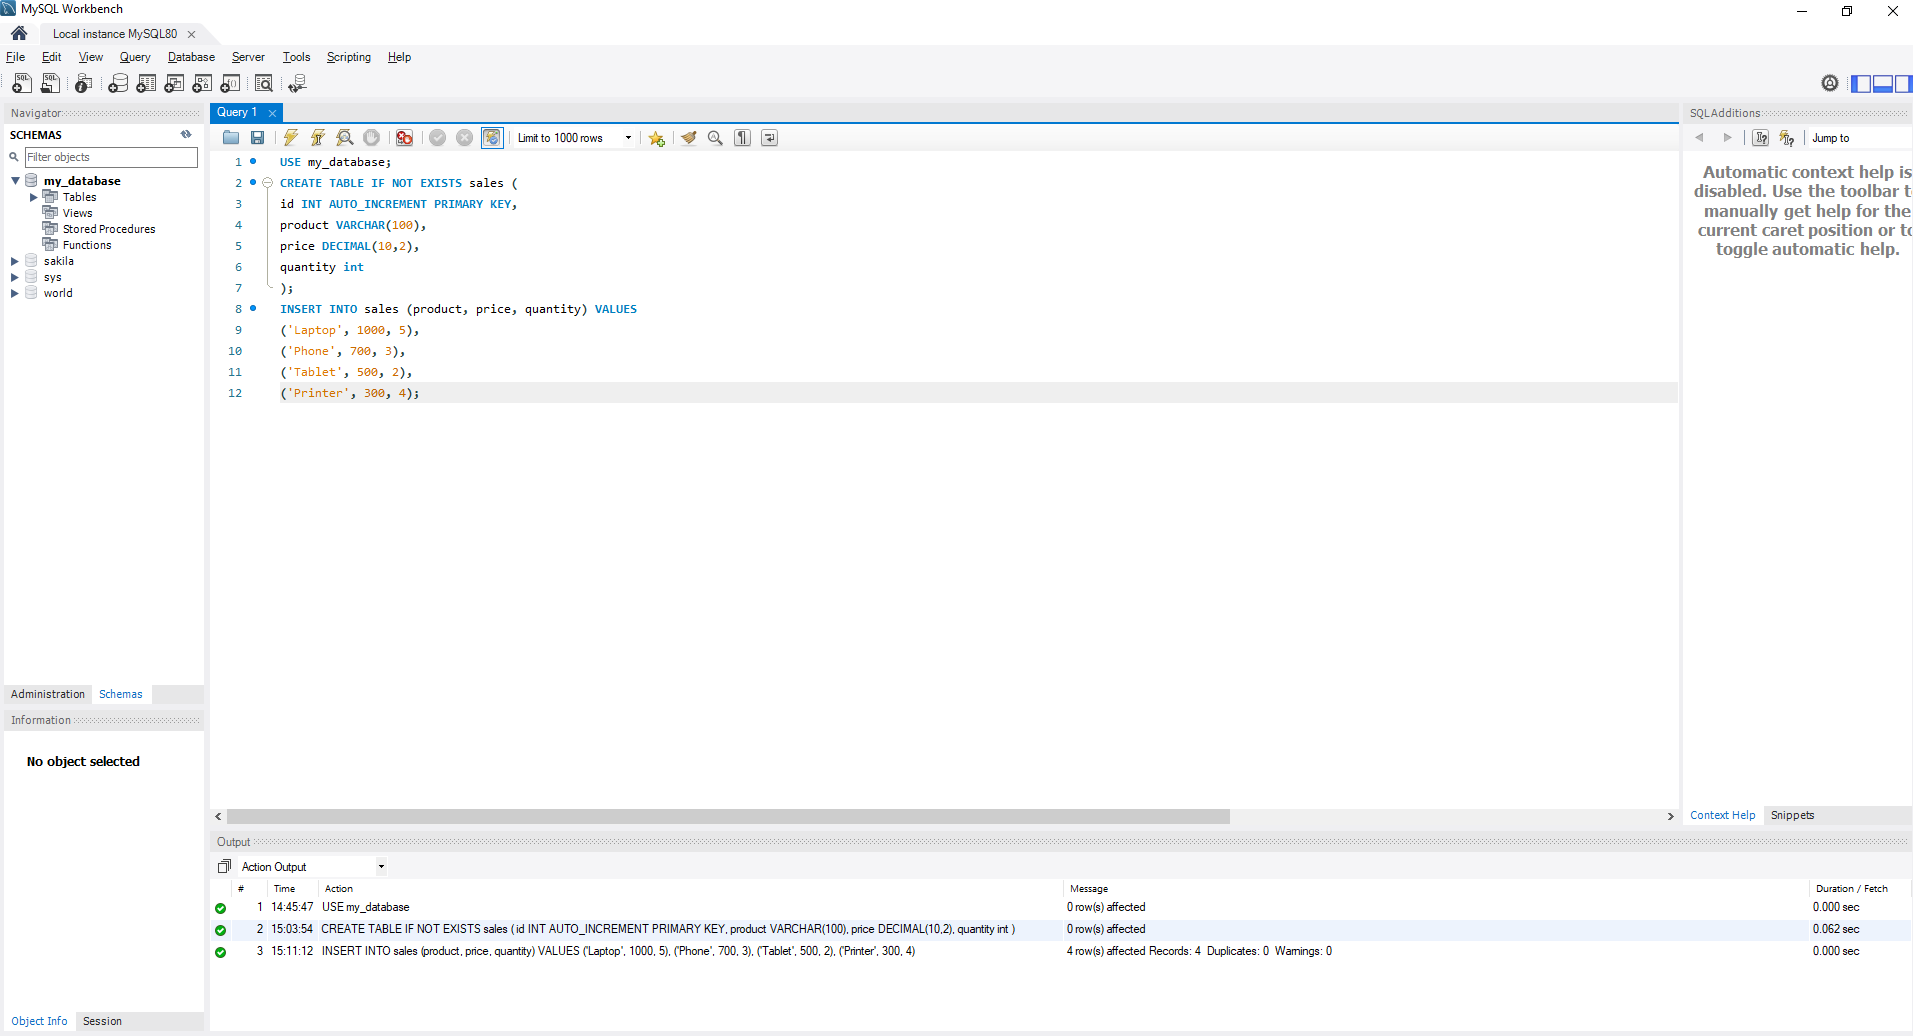 MySQL Workbench
Local instance MySQL80
File Edit View Query Database Server Tools Scripting Help
Navigator
SCHEMAS
Filter objects
my_database
Tables
Views
Stored Procedures
Functions
sakila
sys
world
Administration Schemas
Information
No object selected
Object Info Session
Query 1
Limit to 1000 rows
1 USE my_database;
2 CREATE TABLE IF NOT EXISTS sales (
3 id INT AUTO_INCREMENT PRIMARY KEY,
4 product VARCHAR(100),
5 price DECIMAL(10,2),
6 quantity int
7 );
8 INSERT INTO sales (product, price, quantity) VALUES
9 ('Laptop', 1000, 5),
10 ('Phone', 700, 3),
11 ('Tablet', 500, 2),
12 ('Printer', 300, 4);
SQLAdditions
Jump to
Automatic context help is
disabled. Use the toolbar t
manually get help for the
current caret position or to
toggle automatic help.
Context Help Snippets
Output
Action Output
# Time Action Message Duration / Fetch
1 14:45:47 USE my_database 0 row(s) affected 0.000 sec
2 15:03:54 CREATE TABLE IF NOT EXISTS sales ( id INT AUTO_INCREMENT PRIMARY KEY, product VARCHAR(100), price DECIMAL(10,2), quantity int ) 0 row(s) affected 0.062 sec
3 15:11:12 INSERT INTO sales (product, price, quantity) VALUES ('Laptop', 1000, 5), ('Phone', 700, 3), ('Tablet', 500, 2), ('Printer', 300, 4) 4 row(s) affected Records: 4 Duplicates: 0 Warnings: 0 0.000 sec